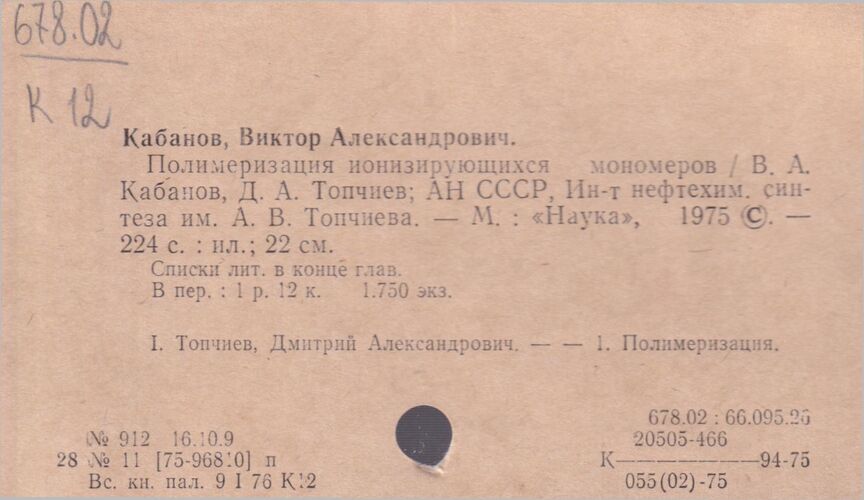 678.02
К 12
Кабанов, Виктор Александрович.
Полимеризация ионизирующихся мономеров / В. А.
Кабанов, Д. А. Топчиев; АН СССР, Ин-т нефтехим. син-
теза им. А. В. Топчиева. — М. : «Наука», 1975 ©. —
224 с. : ил.; 22 см.
Списки лит. в конце глав.
В пер. : 1 р. 12 к. 1.750 экз.
I. Топчиев, Дмитрий Александрович. — — 1. Полимеризация.
678.02 : 66.095.26
№ 912 16.10.9
20505-466
28 № 11 [75-96810] п
К————94-75
Вс. кн. пал. 9 I 76 К12
055(02)-75